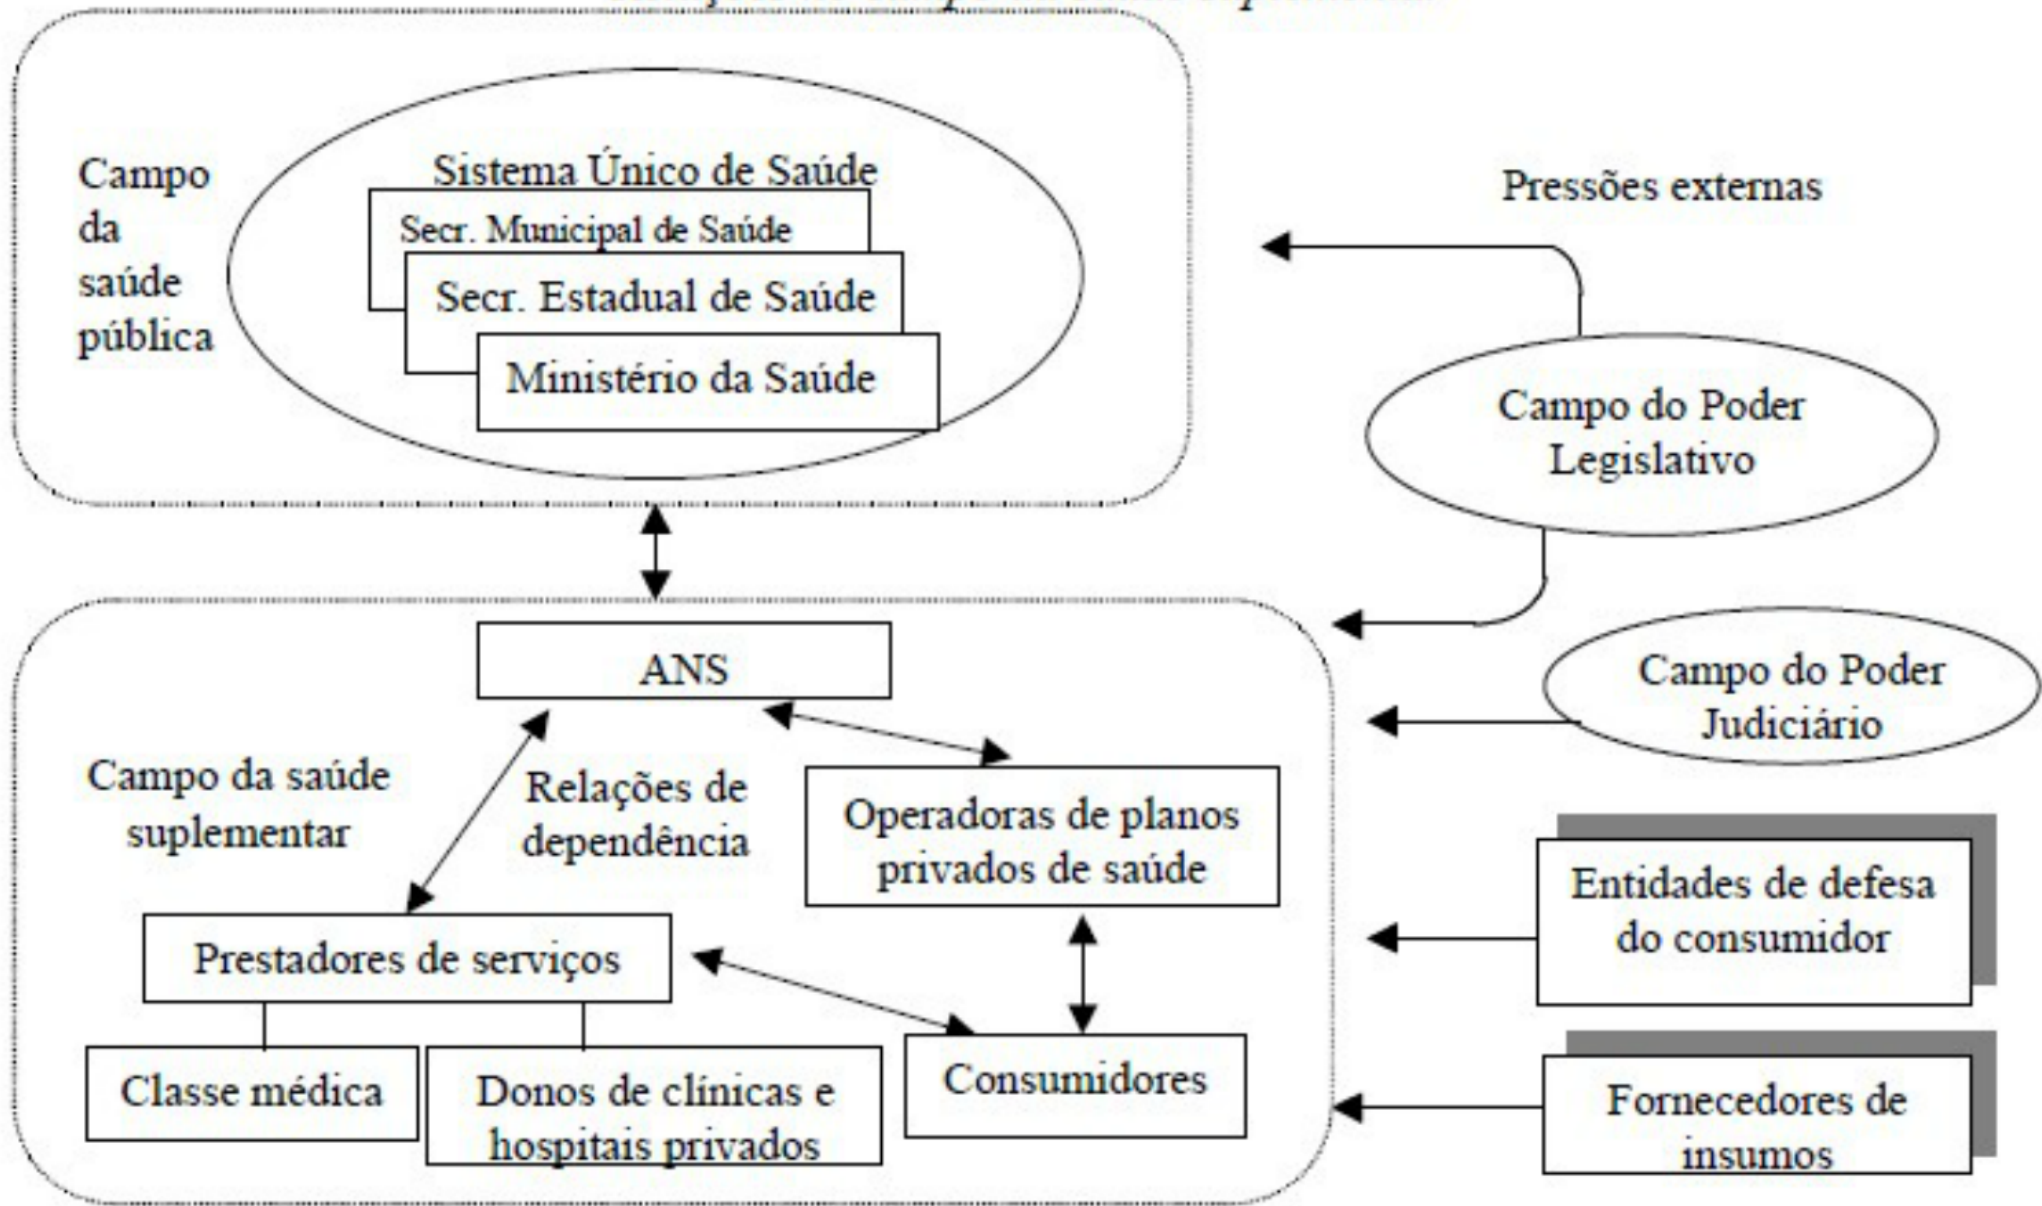 Campo
da
saúde
pública
Sistema Único de Saúde
Secr. Municipal de Saúde
Secr. Estadual de Saúde
Ministério da Saúde
Pressões externas
Campo do Poder
Legislativo
ANS
Campo do Poder
Judiciário
Campo da saúde
suplementar
Relações de
dependência
Operadoras de planos
privados de saúde
Entidades de defesa
do consumidor
Prestadores de serviços
Classe médica
Donos de clínicas e
hospitais privados
Consumidores
Fornecedores de
insumos